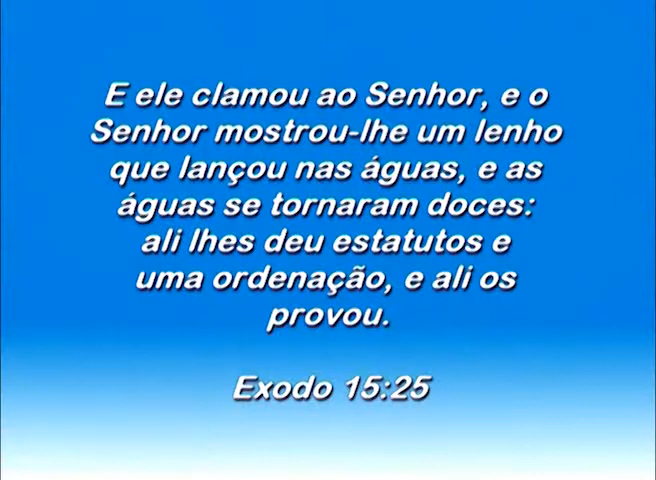 E ele clamou ao Senhor, e o
Senhor mostrou-lhe um lenho
que lançou nas águas, e as
águas se tornaram doces:
ali lhes deu estatutos e
uma ordenação, e ali os
provou.
Exodo 15:25